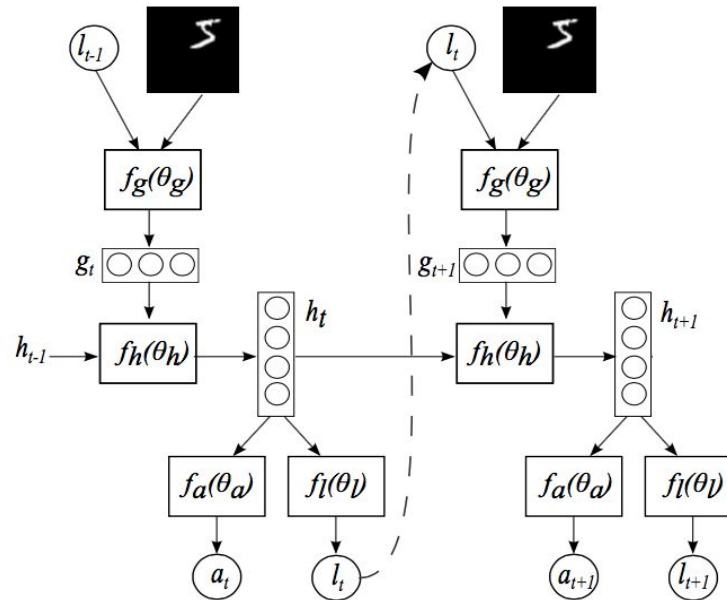 l_{t-1} 5 l_t 5
f_g(θ_g) f_g(θ_g)
g_t g_{t+1}
h_t h_{t+1}
h_{t-1} f_h(θ_h) f_h(θ_h)
f_a(θ_a) f_l(θ_l) f_a(θ_a) f_l(θ_l)
a_t l_t a_{t+1} l_{t+1}